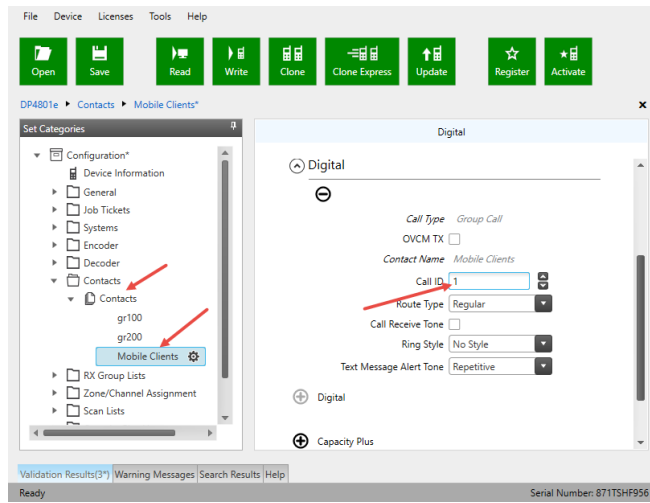 File Device Licenses Tools Help
Open Save Read Write Clone Clone Express Update Register Activate
DP4801e Contacts Mobile Clients*
Set Categories
Configuration*
Device Information
General
Job Tickets
Systems
Encoder
Decoder
Contacts
Contacts
gr100
gr200
Mobile Clients
RX Group Lists
Zone/Channel Assignment
Scan Lists
Digital
Digital
Call Type Group Call
OVCM TX
Contact Name Mobile Clients
Call ID 1
Route Type Regular
Call Receive Tone
Ring Style No Style
Text Message Alert Tone Repetitive
Digital
Capacity Plus
Validation Results(3*) Warning Messages Search Results Help
Ready Serial Number: 871TSHF956